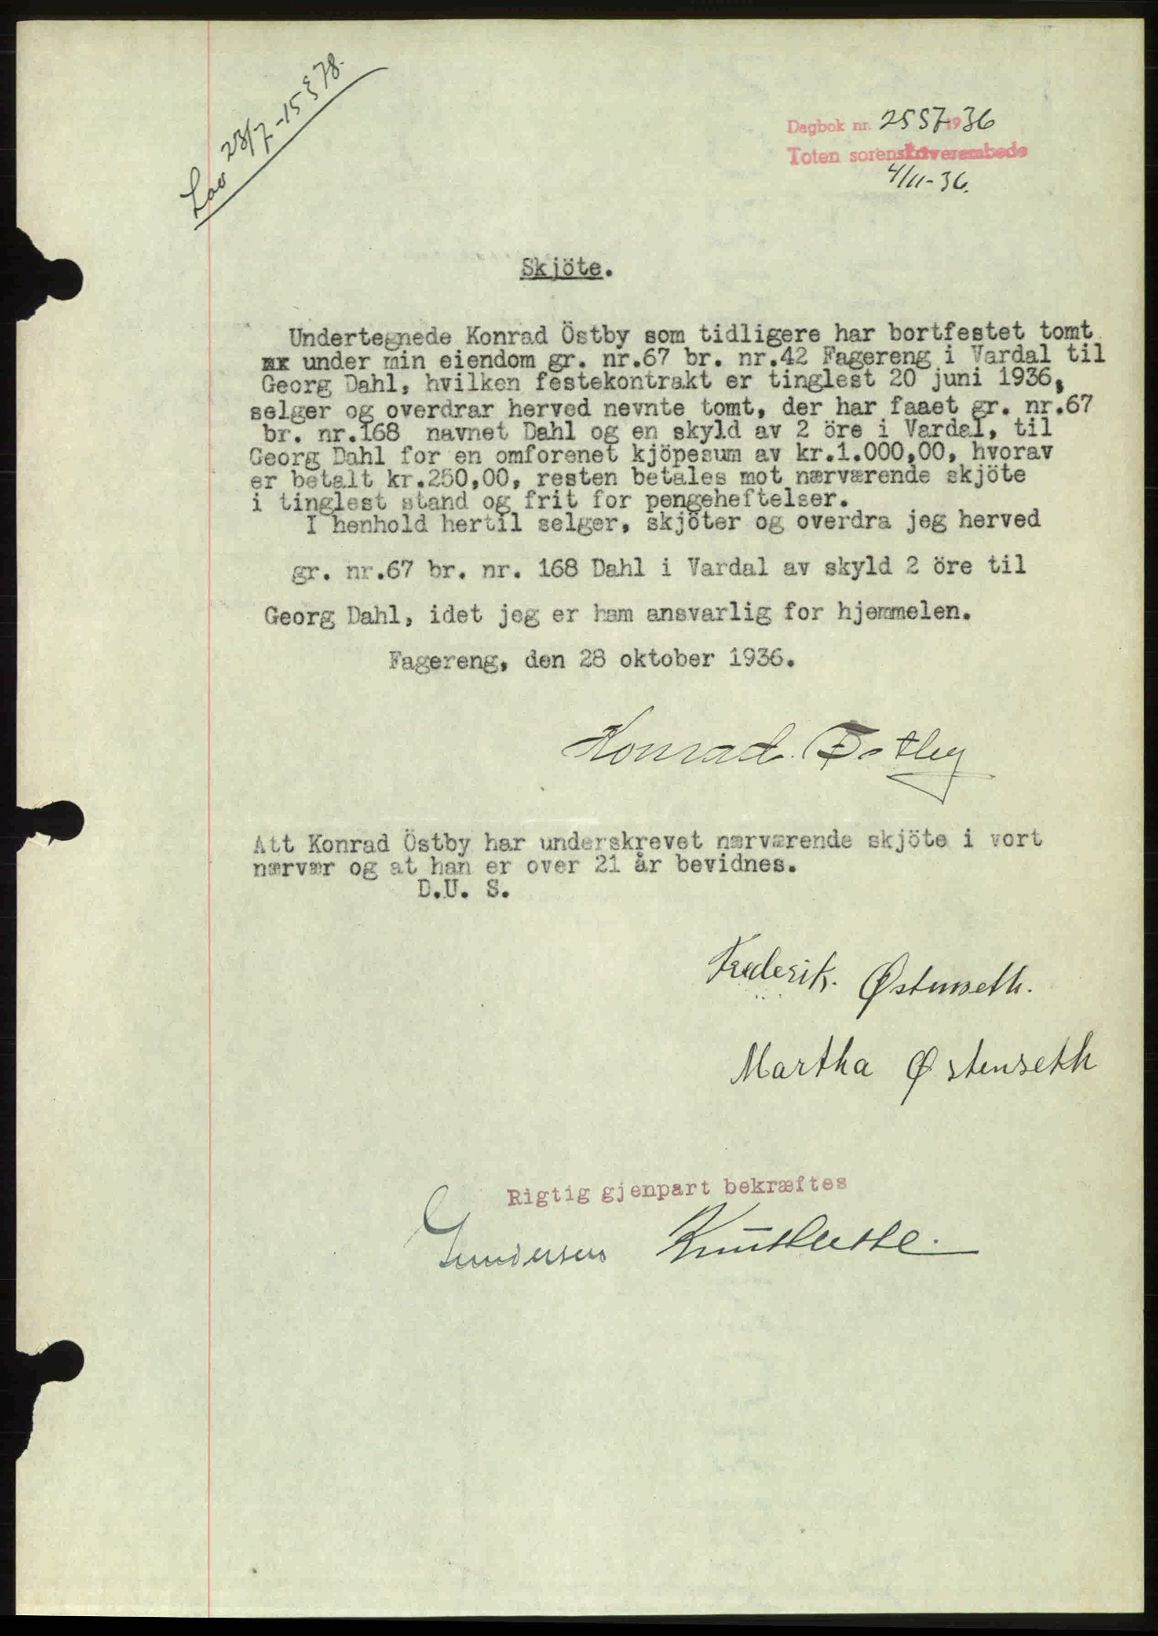 Lov 23/7-15 § 78.
Dagbok nr. 2557 1936
Toten sorenskriverembede
4/11-36.
Skjöte.
Undertegnede Konrad Östby som tidligere har bortfestet tomt
xx under min eiendom gr. nr.67 br. nr.42 Fagereng i Vardal til
Georg Dahl, hvilken festekontrakt er tinglest 20 juni 1936,
selger og overdrar herved nevnte tomt, der har faaet gr. nr.67
br. nr.168 navnet Dahl og en skyld av 2 öre i Vardal, til
Georg Dahl for en omforenet kjöpesum av kr.1.000,00, hvorav
er betalt kr.250,00, resten betales mot nærværende skjöte
i tinglest stand og frit for pengeheftelser.
I henhold hertil selger, skjöter og overdra jeg herved
gr. nr.67 br. nr. 168 Dahl i Vardal av skyld 2 öre til
Georg Dahl, idet jeg er ham ansvarlig for hjemmelen.
Fagereng, den 28 oktober 1936.
Konrad Östby
Att Konrad Östby har underskrevet nærværende skjöte i vort
nærvær og at han er over 21 år bevidnes.
D.U. S.
Frederik. Østenseth.
Martha Østenseth
Rigtig gjenpart bekræftes
Gundersen